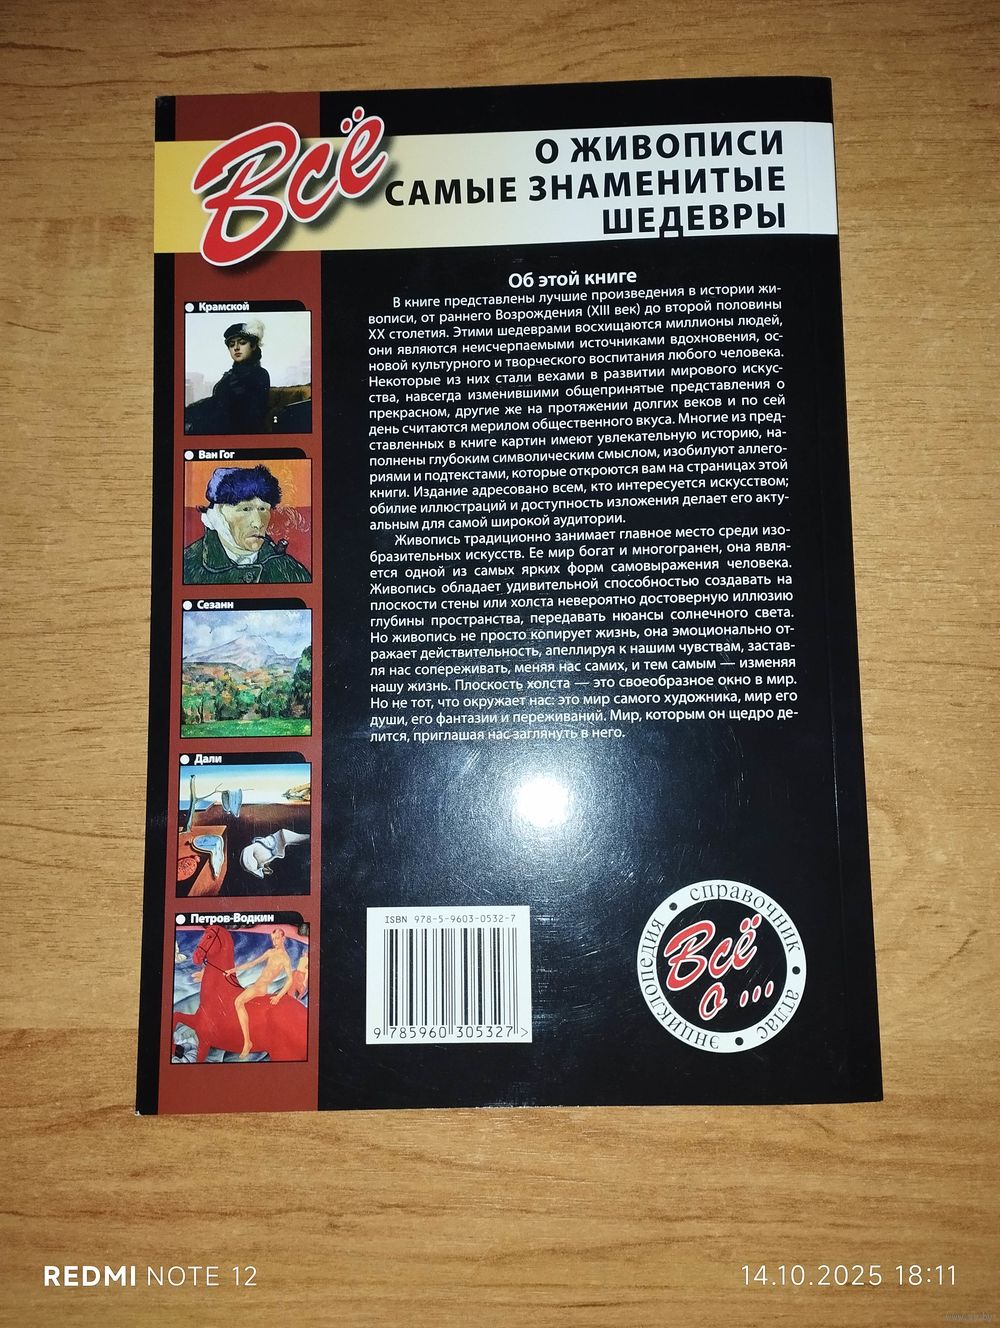 Всё
О ЖИВОПИСИ
САМЫЕ ЗНАМЕНИТЫЕ
ШЕДЕВРЫ
Об этой книге
В книге представлены лучшие произведения в истории жи-
вописи, от раннего Возрождения (XIII век) до второй половины
XX столетия. Этими шедеврами восхищаются миллионы людей,
они являются неисчерпаемыми источниками вдохновения, ос-
новой культурного и творческого воспитания любого человека.
Некоторые из них стали вехами в развитии мирового искус-
ства, навсегда изменившими общепринятые представления о
прекрасном, другие же на протяжении долгих веков и по сей
день считаются мерилом общественного вкуса. Многие из пред-
ставленных в книге картин имеют увлекательную историю, на-
полнены глубоким символическим смыслом, изобилуют аллего-
риями и подтекстами, которые откроются вам на страницах этой
книги. Издание адресовано всем, кто интересуется искусством;
обилие иллюстраций и доступность изложения делает его акту-
альным для самой широкой аудитории.
Живопись традиционно занимает главное место среди изо-
бразительных искусств. Ее мир богат и многогранен, она явля-
ется одной из самых ярких форм самовыражения человека.
Живопись обладает удивительной способностью создавать на
плоскости стены или холста невероятно достоверную иллюзию
глубины пространства, передавать нюансы солнечного света.
Но живопись не просто копирует жизнь, она эмоционально от-
ражает действительность, апеллируя к нашим чувствам, застав-
ляя нас сопереживать, меняя нас самих, и тем самым — изменяя
нашу жизнь. Плоскость холста — это своеобразное окно в мир.
Но не тот, что окружает нас: это мир самого художника, мир его
души, его фантазии и переживаний. Мир, которым он щедро де-
лится, приглашая нас заглянуть в него.
Крамской
Ван Гог
Сезанн
Дали
Петров-Водкин
ISBN 978-5-9603-0532-7
9 785960 305327 >
энциклопедия • справочник • атлас •
Всё
о ...
REDMI NOTE 12
14.10.2025 18:11